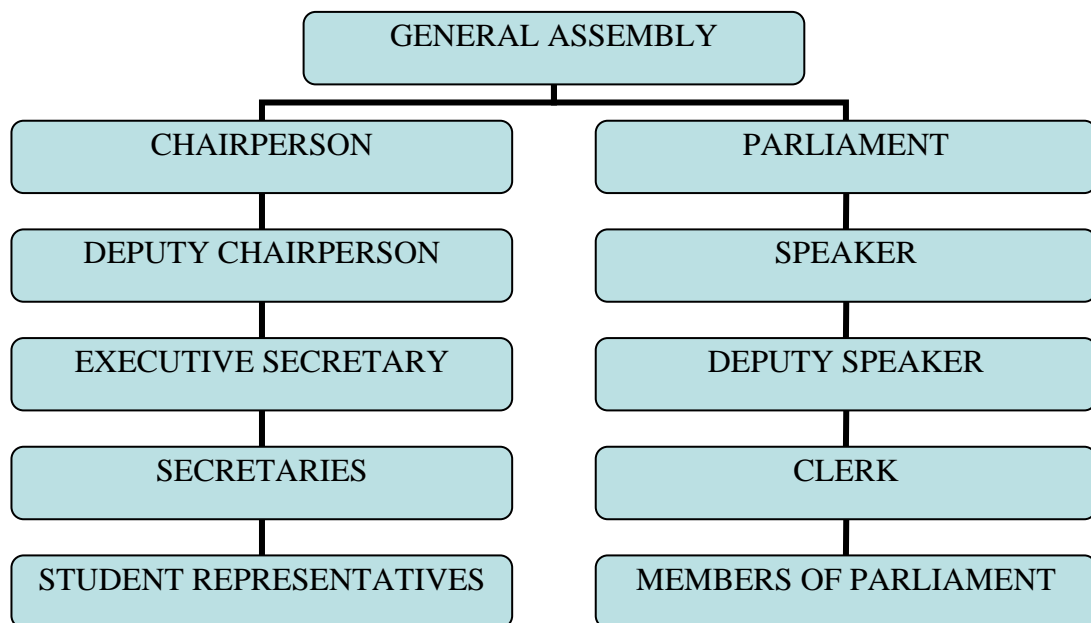 GENERAL ASSEMBLY
CHAIRPERSON
PARLIAMENT
DEPUTY CHAIRPERSON
SPEAKER
EXECUTIVE SECRETARY
DEPUTY SPEAKER
SECRETARIES
CLERK
STUDENT REPRESENTATIVES
MEMBERS OF PARLIAMENT